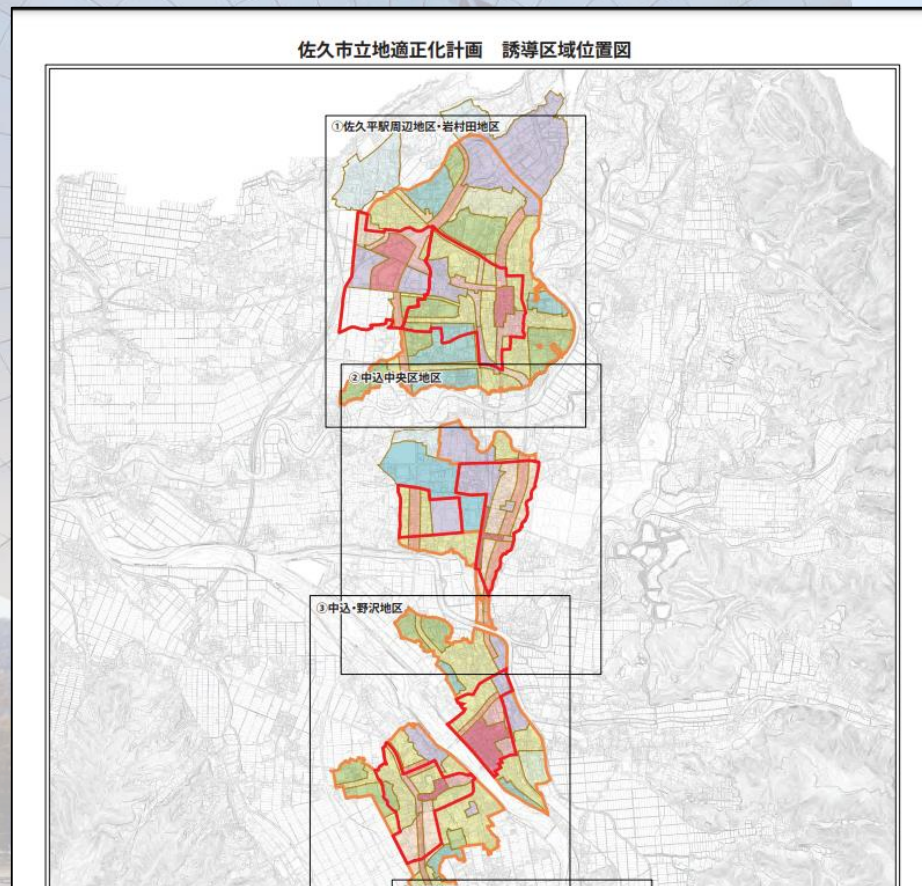 佐久市立地適正化計画　誘導区域位置図
①佐久平駅周辺地区・岩村田地区
②中込中央区地区
③中込・野沢地区